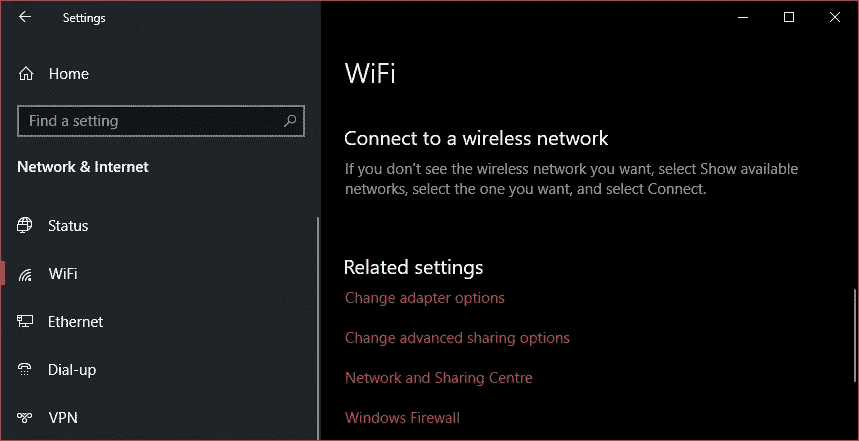 Settings
Home
Find a setting
Network & Internet
Status
WiFi
Ethernet
Dial-up
VPN
WiFi
Connect to a wireless network
If you don't see the wireless network you want, select Show available
networks, select the one you want, and select Connect.
Related settings
Change adapter options
Change advanced sharing options
Network and Sharing Centre
Windows Firewall